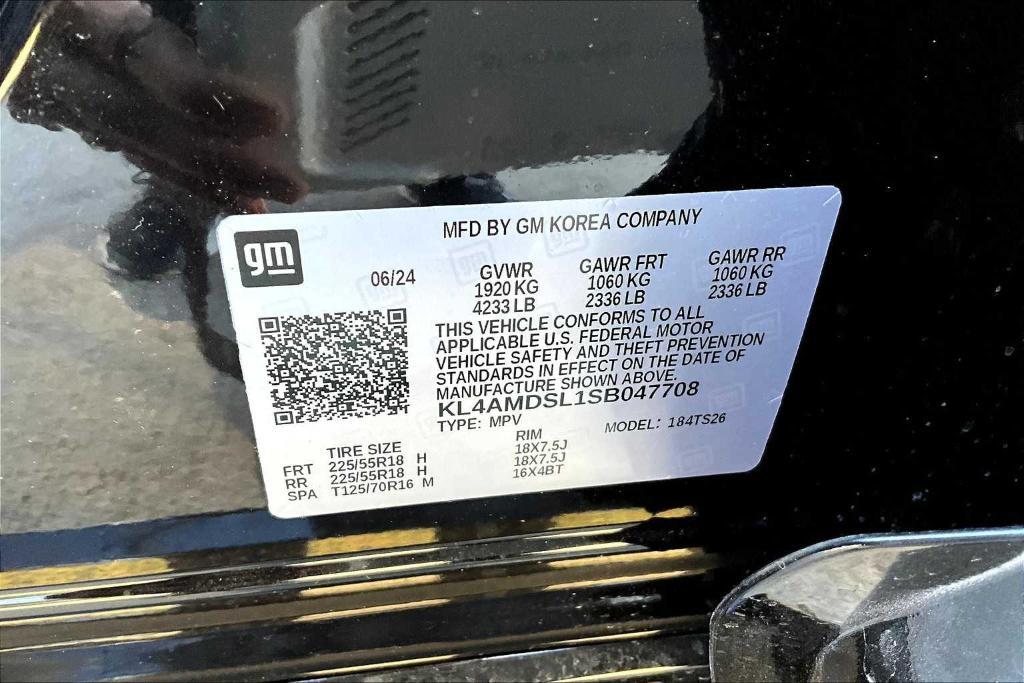 MFD BY GM KOREA COMPANY
gm
06/24
GVWR GAWR FRT GAWR RR
1920 KG 1060 KG 1060 KG
4233 LB 2336 LB 2336 LB
THIS VEHICLE CONFORMS TO ALL
APPLICABLE U.S. FEDERAL MOTOR
VEHICLE SAFETY AND THEFT PREVENTION
STANDARDS IN EFFECT ON THE DATE OF
MANUFACTURE SHOWN ABOVE.
KL4AMDSL1SB047708
TYPE: MPV MODEL: 184TS26
TIRE SIZE RIM
FRT 225/55R18 H 18X7.5J
RR 225/55R18 H 18X7.5J
SPA T125/70R16 M 16X4BT